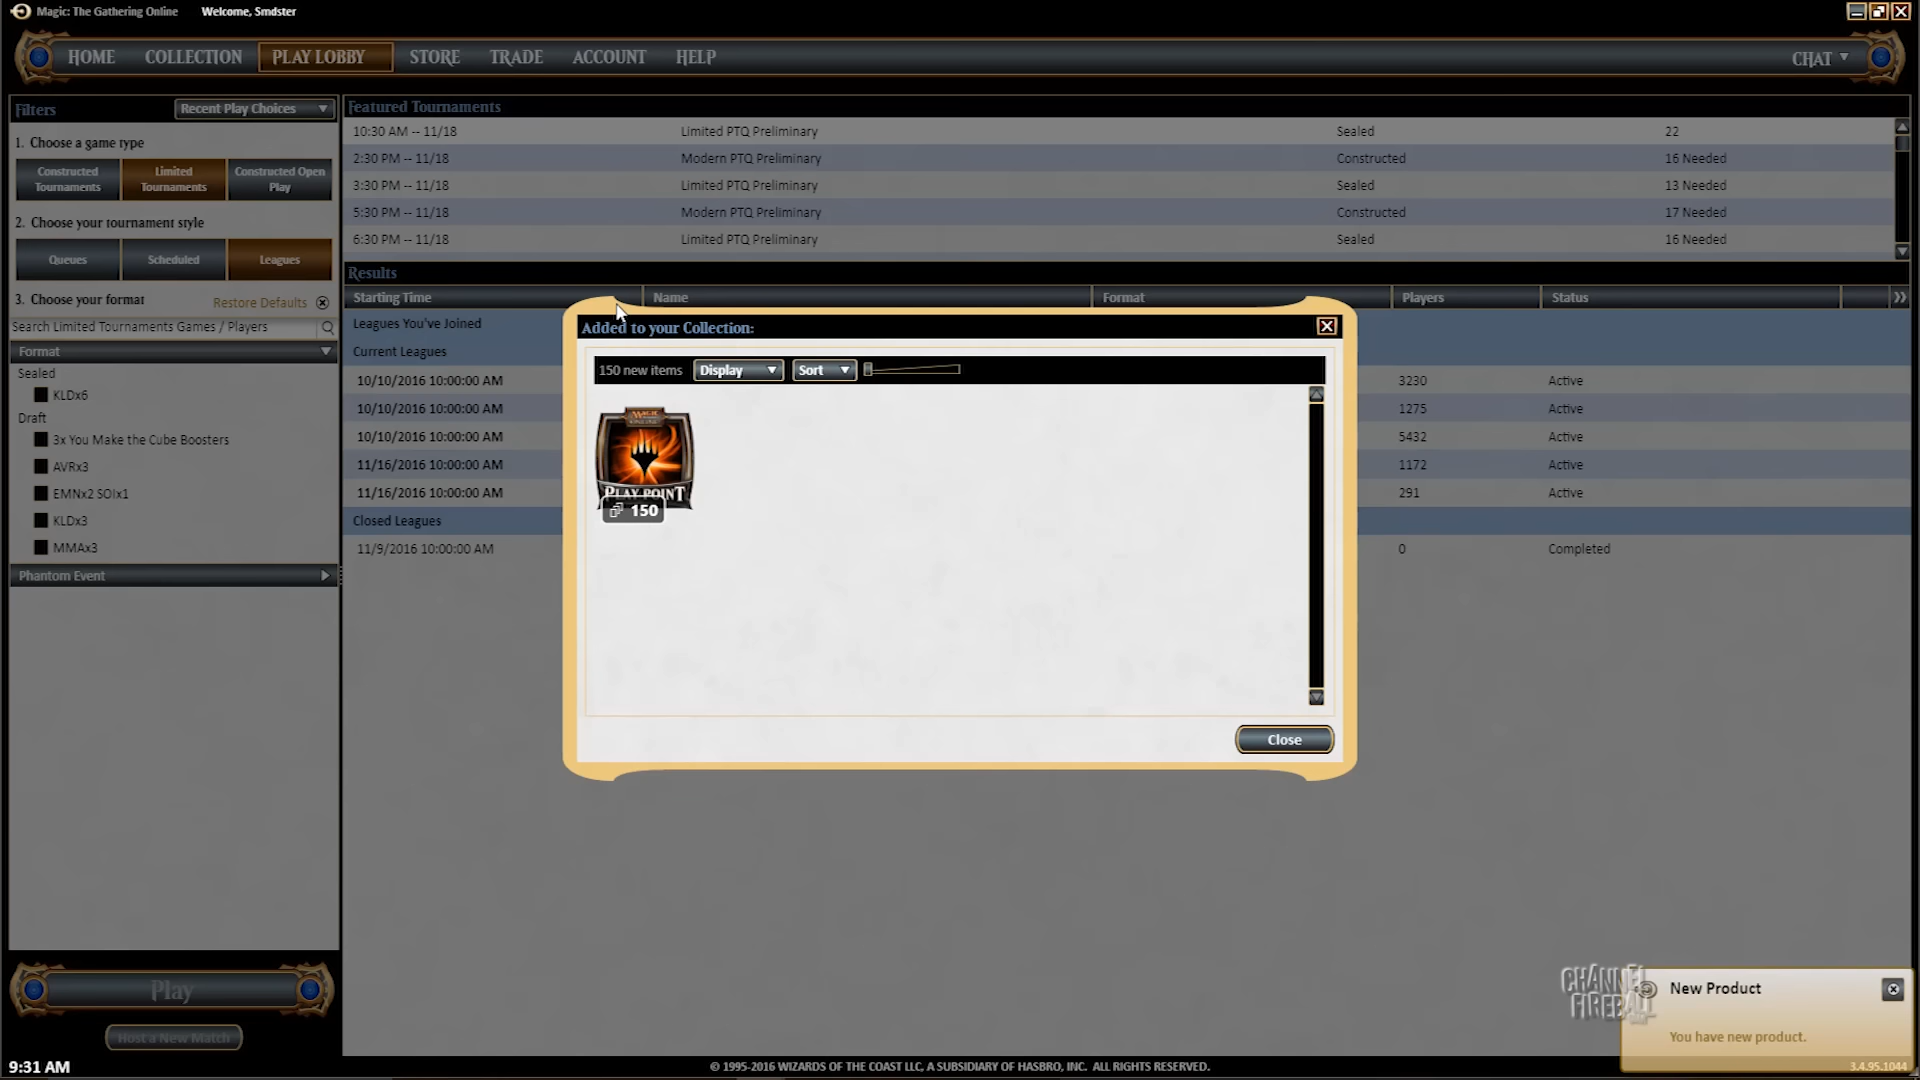 Magic: The Gathering Online Welcome, Smdster
HOME COLLECTION PLAY LOBBY STORE TRADE ACCOUNT HELP CHAT
Filters Recent Play Choices
1. Choose a game type
Constructed Tournaments
Limited Tournaments
Constructed Open Play
2. Choose your tournament style
Queues Scheduled Leagues
3. Choose your format Restore Defaults
Search Limited Tournaments Games / Players
Format
Sealed
KLDx6
Draft
3x You Make the Cube Boosters
AVRx3
EMNx2 SOIx1
KLDx3
MMAx3
Phantom Event
Play
Host a New Match
9:31 AM
Featured Tournaments
10:30 AM -- 11/18 Limited PTQ Preliminary Sealed 22
2:30 PM -- 11/18 Modern PTQ Preliminary Constructed 16 Needed
3:30 PM -- 11/18 Limited PTQ Preliminary Sealed 13 Needed
5:30 PM -- 11/18 Modern PTQ Preliminary Constructed 17 Needed
6:30 PM -- 11/18 Limited PTQ Preliminary Sealed 16 Needed
Results
Starting Time Name Format Players Status
Leagues You've Joined
Current Leagues
10/10/2016 10:00:00 AM 3230 Active
10/10/2016 10:00:00 AM 1275 Active
10/10/2016 10:00:00 AM 5432 Active
11/16/2016 10:00:00 AM 1172 Active
11/16/2016 10:00:00 AM 291 Active
Closed Leagues
11/9/2016 10:00:00 AM 0 Completed
Added to your Collection:
150 new items Display Sort
MAGIC
ONLINE
PLAY POINT
150
Close
CHANNEL
FIREBALL
New Product
You have new product.
© 1995-2016 WIZARDS OF THE COAST LLC, A SUBSIDIARY OF HASBRO, INC. ALL RIGHTS RESERVED.
3.4.95.1044